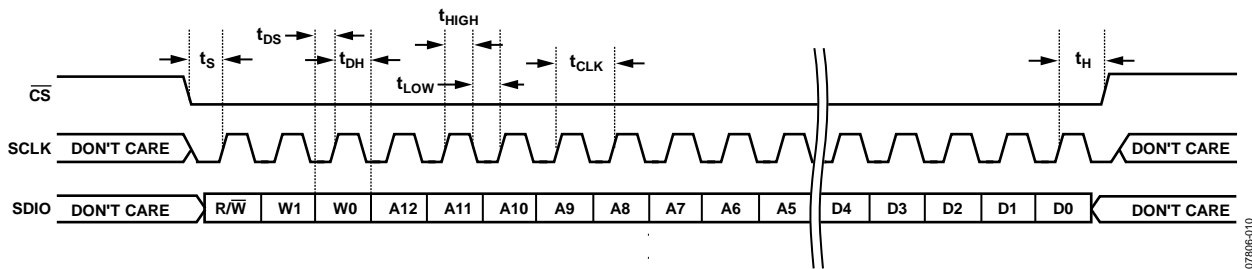 tHIGH
tDS
tS
tDH
tCLK
tH
tLOW
CS
SCLK DON'T CARE DON'T CARE
SDIO DON'T CARE R/W W1 W0 A12 A11 A10 A9 A8 A7 A6 A5 D4 D3 D2 D1 D0 DON'T CARE
07806-010